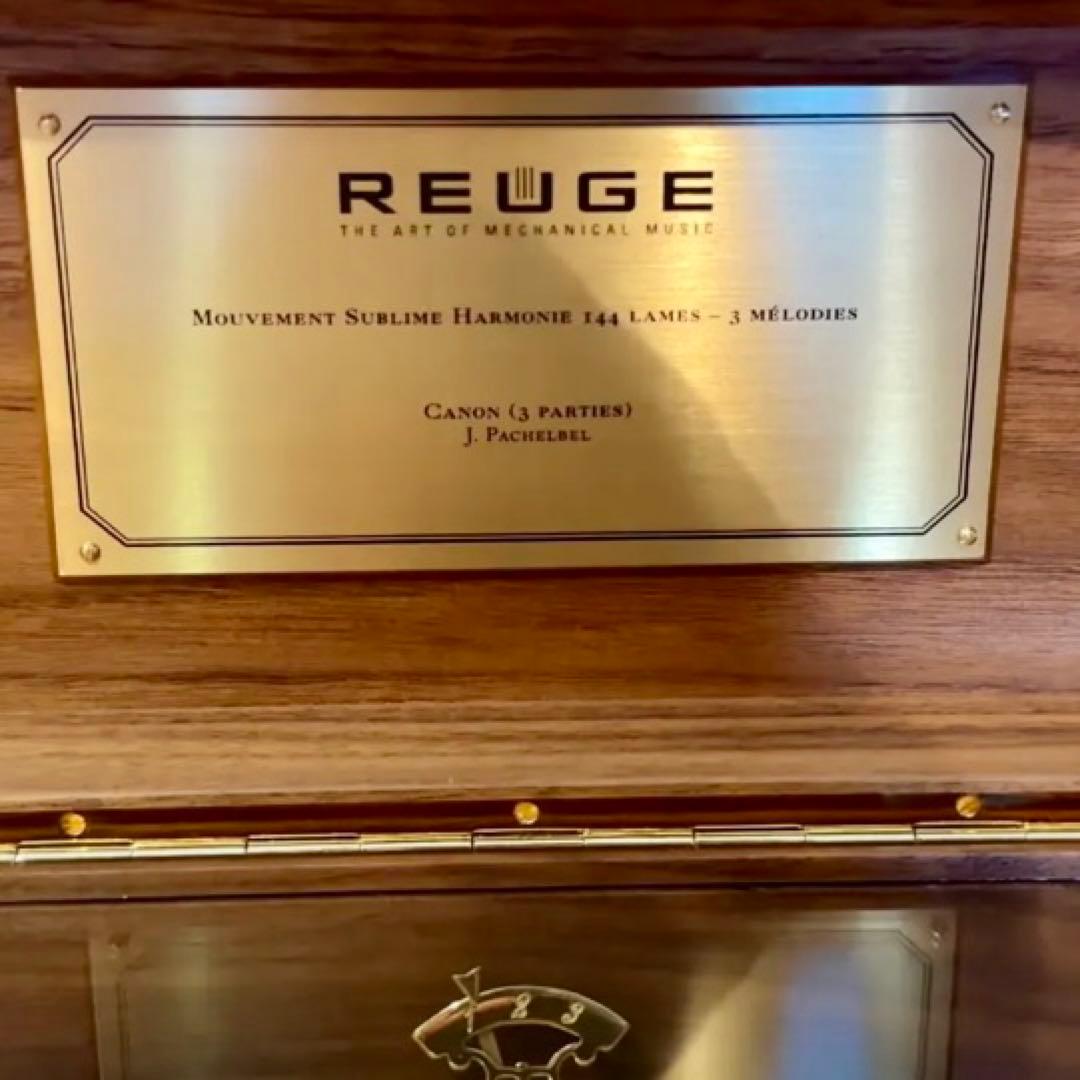 REUGE
THE ART OF MECHANICAL MUSIC
MOUVEMENT SUBLIME HARMONIE 144 LAMES – 3 MÉLODIES
CANON (3 PARTIES)
J. PACHELBEL
2 3